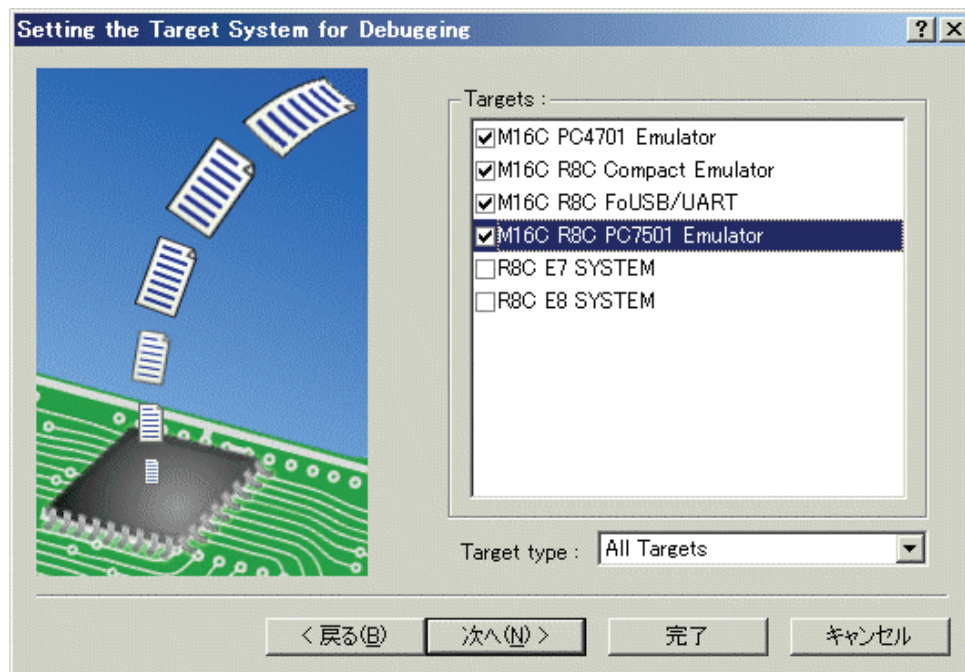 Setting the Target System for Debugging
Targets :
M16C PC4701 Emulator
M16C R8C Compact Emulator
M16C R8C FoUSB/UART
M16C R8C PC7501 Emulator
R8C E7 SYSTEM
R8C E8 SYSTEM
Target type : All Targets
< 戻る(B) 次へ(N) > 完了 キャンセル